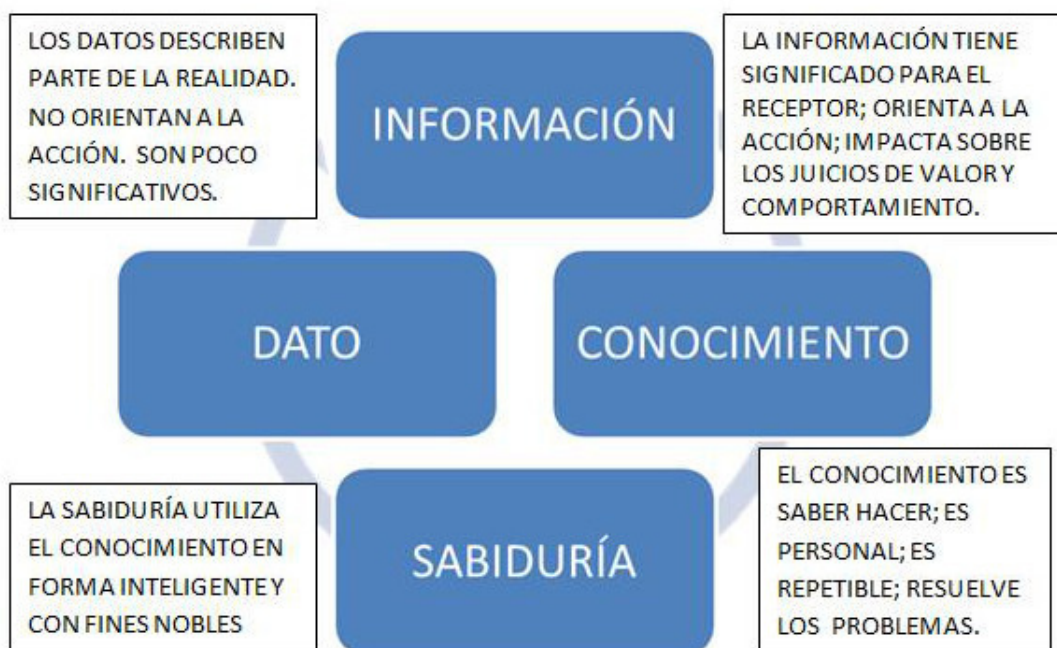 LOS DATOS DESCRIBEN
PARTE DE LA REALIDAD.
NO ORIENTAN A LA
ACCIÓN. SON POCO
SIGNIFICATIVOS.
INFORMACIÓN
LA INFORMACIÓN TIENE
SIGNIFICADO PARA EL
RECEPTOR; ORIENTA A LA
ACCIÓN; IMPACTA SOBRE
LOS JUICIOS DE VALOR Y
COMPORTAMIENTO.
DATO
CONOCIMIENTO
LA SABIDURÍA UTILIZA
EL CONOCIMIENTO EN
FORMA INTELIGENTE Y
CON FINES NOBLES
SABIDURÍA
EL CONOCIMIENTO ES
SABER HACER; ES
PERSONAL; ES
REPETIBLE; RESUELVE
LOS PROBLEMAS.